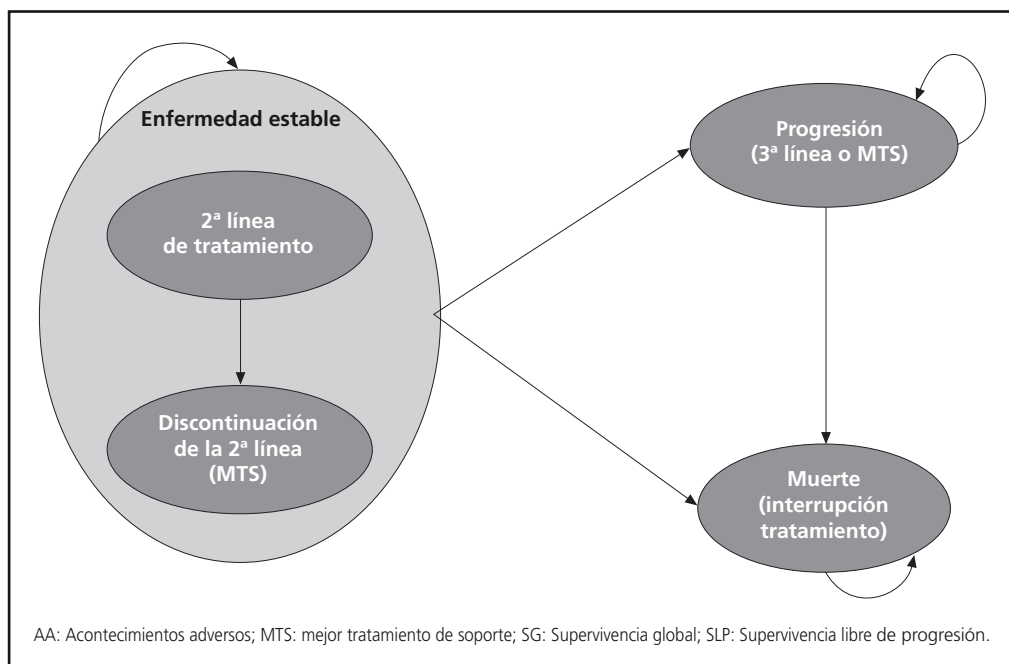 Enfermedad estable
2ª línea
de tratamiento
Discontinuación
de la 2ª línea
(MTS)
Progresión
(3ª línea o MTS)
Muerte
(interrupción
tratamiento)
AA: Acontecimientos adversos; MTS: mejor tratamiento de soporte; SG: Supervivencia global; SLP: Supervivencia libre de progresión.